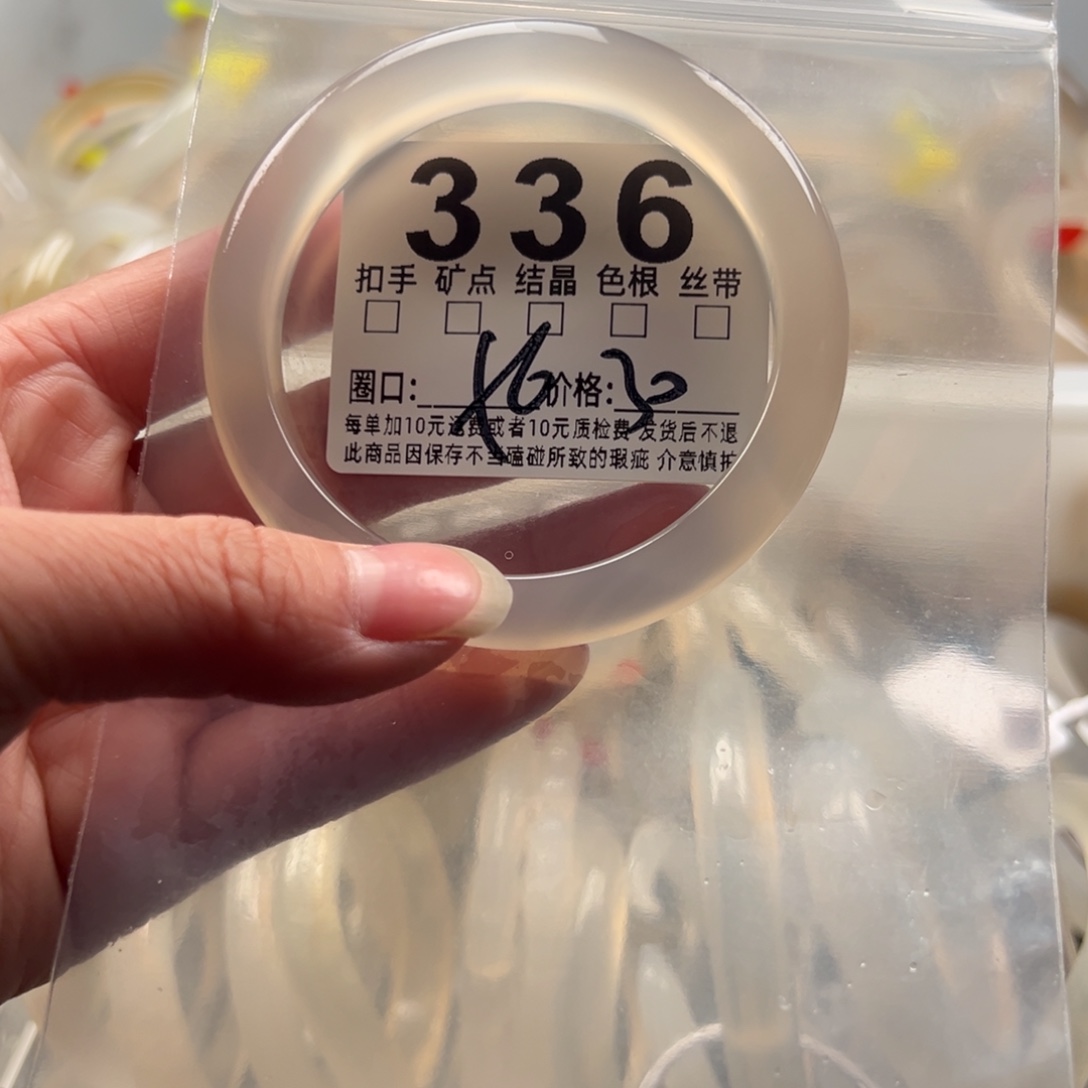 336
扣手 矿点 结晶 色根 丝带
□ □ □ □ □
圈口: 价格:
每单加10元运费或者10元质检费 发货后不退
此商品因保存不当磕碰所致的瑕疵 介意慎拍